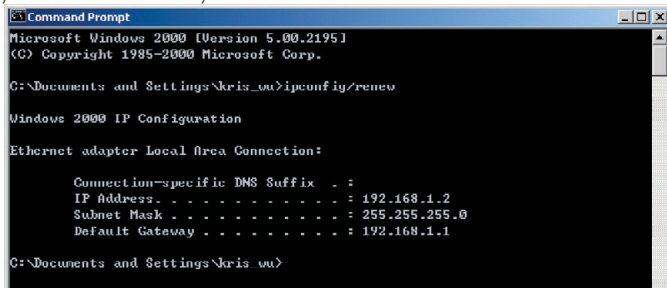 Command Prompt
Microsoft Windows 2000 [Version 5.00.2195]
(C) Copyright 1985-2000 Microsoft Corp.
C:\Documents and Settings\kris_wu>ipconfig/renew
Windows 2000 IP Configuration
Ethernet adapter Local Area Connection:
Connection-specific DNS Suffix . :
IP Address. . . . . . . . . . . . : 192.168.1.2
Subnet Mask . . . . . . . . . . . : 255.255.255.0
Default Gateway . . . . . . . . . : 192.168.1.1
C:\Documents and Settings\kris_wu>